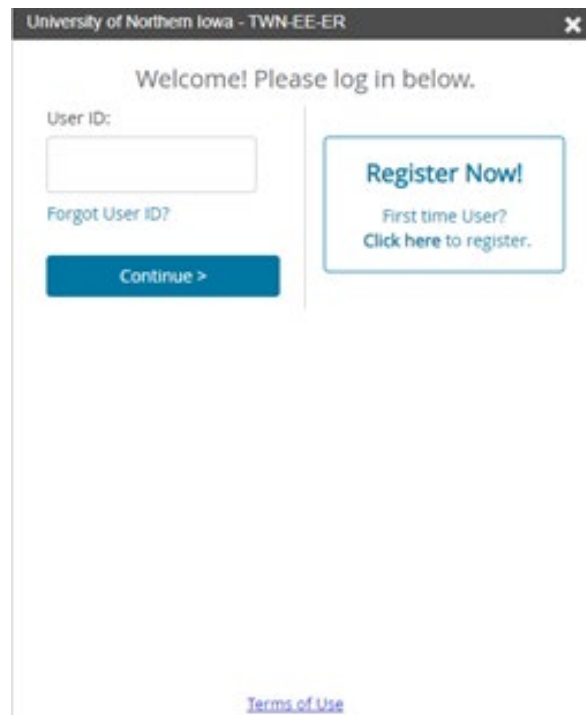 University of Northern Iowa - TWN-EE-ER
Welcome! Please log in below.
User ID:
Forgot User ID?
Continue >
Register Now!
First time User?
Click here to register.
Terms of Use